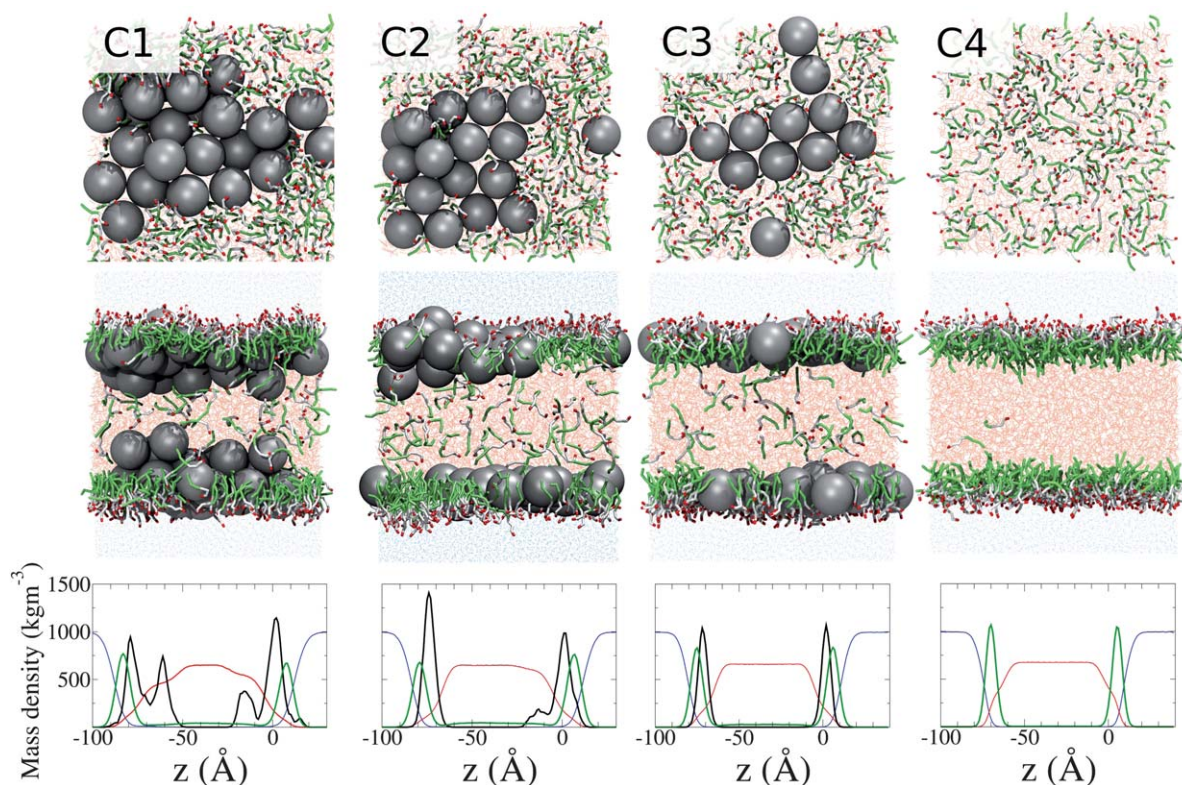 C1 C2 C3 C4
Mass density (kgm⁻³)
1500
1000
500
-100 -50 0 -100 -50 0 -100 -50 0 -100 -50 0
z (Å) z (Å) z (Å) z (Å)